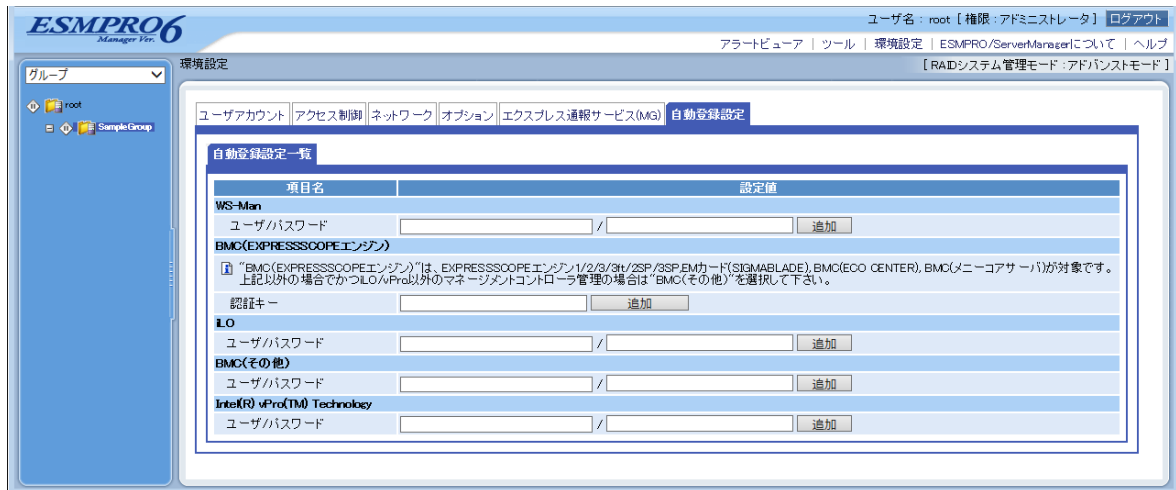 ESMPRO6
Manager Ver.
ユーザ名 : root [ 権限 : アドミニストレータ ] ログアウト
アラートビューア | ツール | 環境設定 | ESMPRO/ServerManagerについて | ヘルプ
グループ
環境設定
[ RAIDシステム管理モード : アドバンストモード ]
root
SampleGroup
ユーザアカウント アクセス制御 ネットワーク オプション エクスプレス通報サービス(MG) 自動登録設定
自動登録設定一覧
項目名 設定値
WS-Man
ユーザ/パスワード / 追加
BMC(EXPRESSSCOPEエンジン)
"BMC(EXPRESSSCOPEエンジン)"は、EXPRESSSCOPEエンジン1/2/3/3ft/2SP/3SP,EMカード(SIGMABLADE), BMC(ECO CENTER), BMC(メニーコアサーバ)が対象です。
上記以外の場合でかつiLO/vPro以外のマネージメントコントローラ管理の場合は"BMC(その他)"を選択して下さい。
認証キー 追加
iLO
ユーザ/パスワード / 追加
BMC(その他)
ユーザ/パスワード / 追加
Intel(R) vPro(TM) Technology
ユーザ/パスワード / 追加